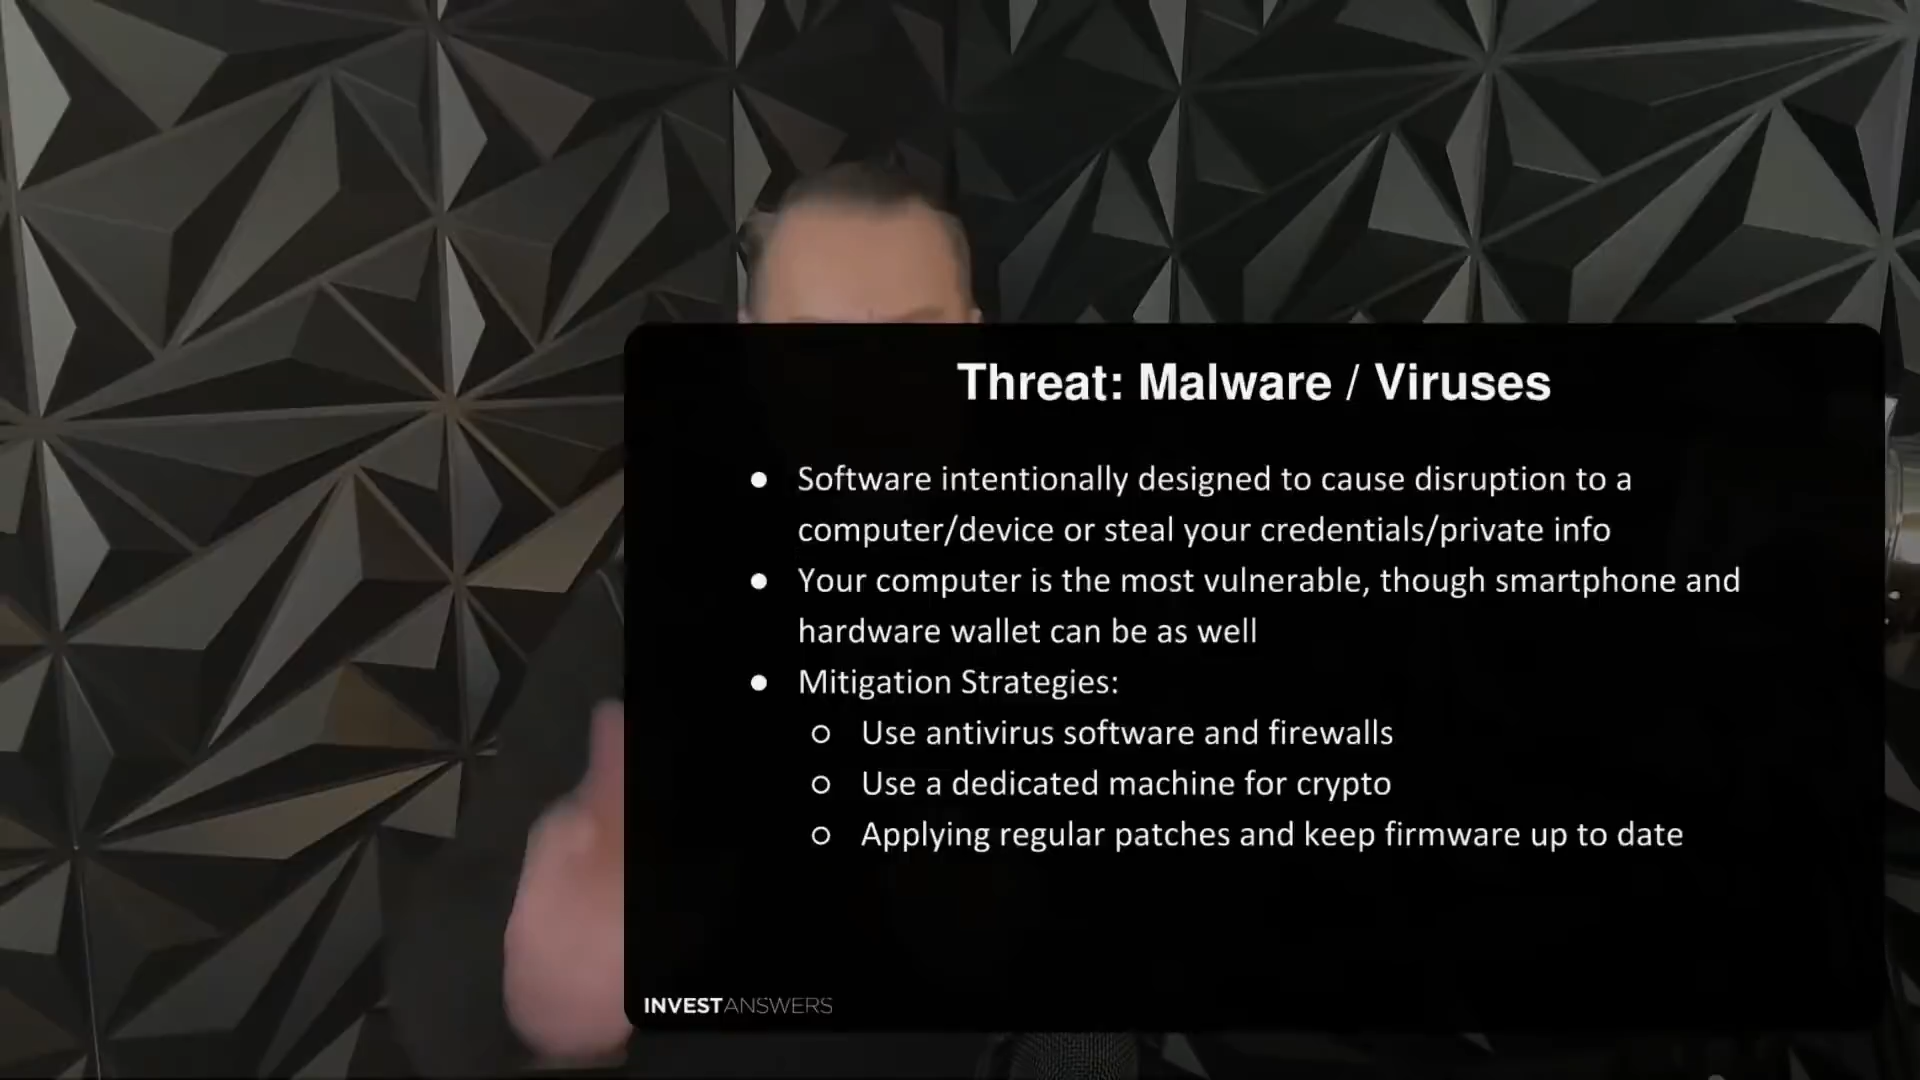 Threat: Malware / Viruses
● Software intentionally designed to cause disruption to a
computer/device or steal your credentials/private info
● Your computer is the most vulnerable, though smartphone and
hardware wallet can be as well
● Mitigation Strategies:
○ Use antivirus software and firewalls
○ Use a dedicated machine for crypto
○ Applying regular patches and keep firmware up to date
INVESTANSWERS